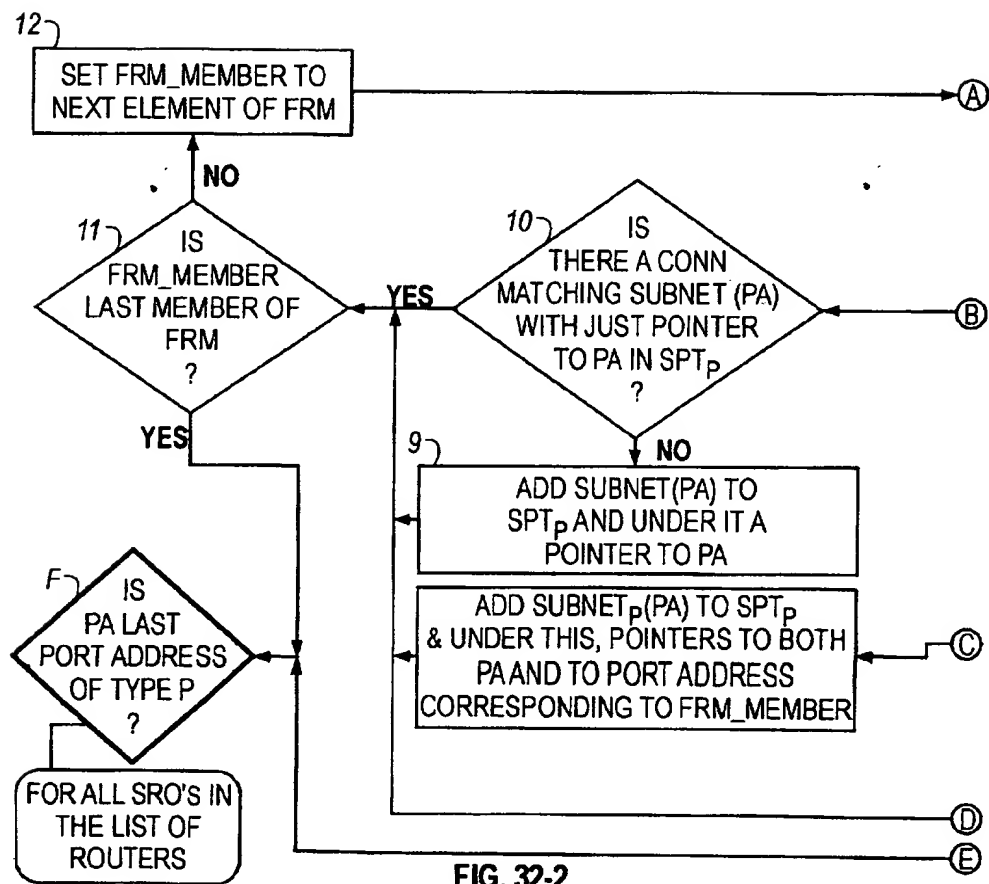 12
SET FRM_MEMBER TO
NEXT ELEMENT OF FRM
A
NO
11
IS
FRM_MEMBER
LAST MEMBER OF
FRM
?
YES
10
IS
THERE A CONN
MATCHING SUBNET (PA)
WITH JUST POINTER
TO PA IN SPTP
?
B
YES
NO
9
ADD SUBNET(PA) TO
SPTP AND UNDER IT A
POINTER TO PA
ADD SUBNETP(PA) TO SPTP
& UNDER THIS, POINTERS TO BOTH
PA AND TO PORT ADDRESS
CORRESPONDING TO FRM_MEMBER
C
F
IS
PA LAST
PORT ADDRESS
OF TYPE P
?
FOR ALL SRO'S IN
THE LIST OF
ROUTERS
D
E
FIG. 32-2